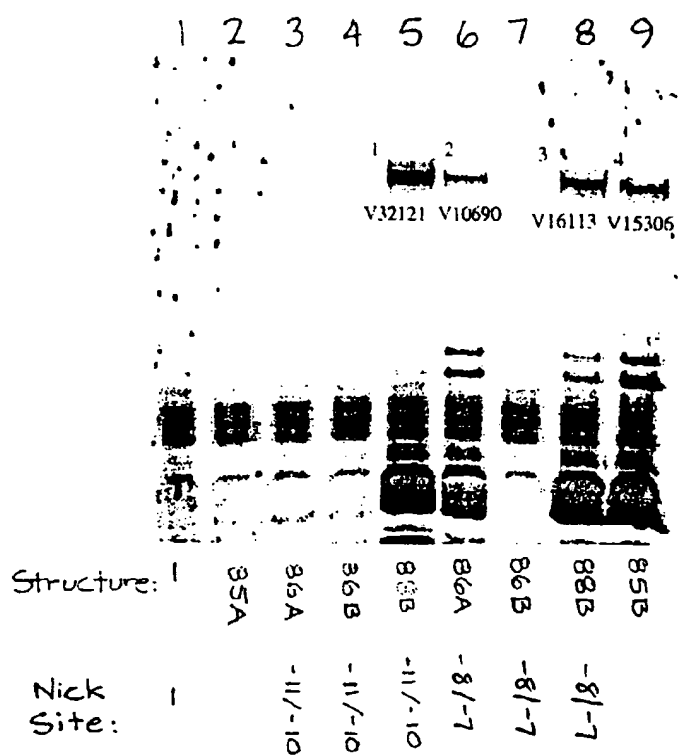 1 2 3 4 5 6 7 8 9
1 2 3 4
V32121 V10690 V16113 V15306
Structure: 1 85A 86A 86B 88B 86A 86B 88B 85B
Nick Site: 1 -11/-10 -11/-10 -11/-10 -8/-7 -8/-7 -8/-7